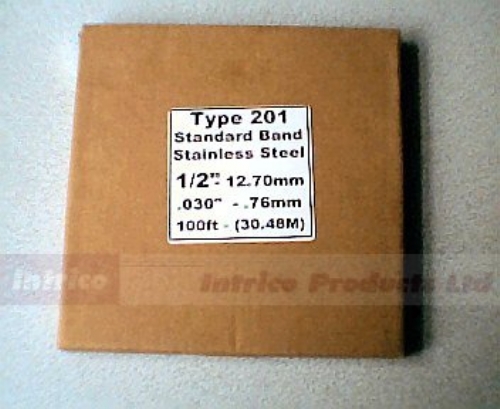 Type 201
Standard Band
Stainless Steel
1/2"- 12.70mm
.030" - .76mm
100ft - (30.48M)
Intrico Intrico Products Ltd